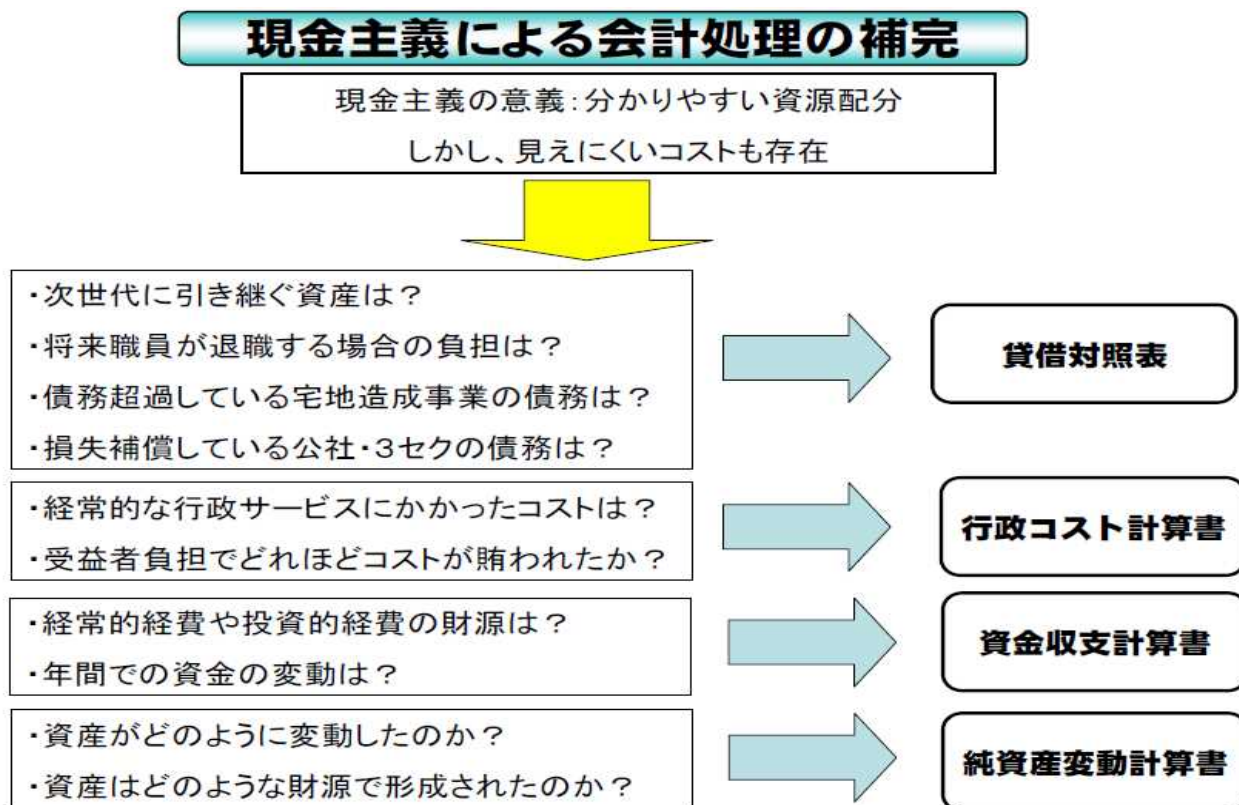 現金主義による会計処理の補完
現金主義の意義:分かりやすい資源配分
しかし、見えにくいコストも存在
・次世代に引き継ぐ資産は?
・将来職員が退職する場合の負担は?
・債務超過している宅地造成事業の債務は?
・損失補償している公社・3セクの債務は?
貸借対照表
・経常的な行政サービスにかかったコストは?
・受益者負担でどれほどコストが賄われたか?
行政コスト計算書
・経常的経費や投資的経費の財源は?
・年間での資金の変動は?
資金収支計算書
・資産がどのように変動したのか?
・資産はどのような財源で形成されたのか?
純資産変動計算書